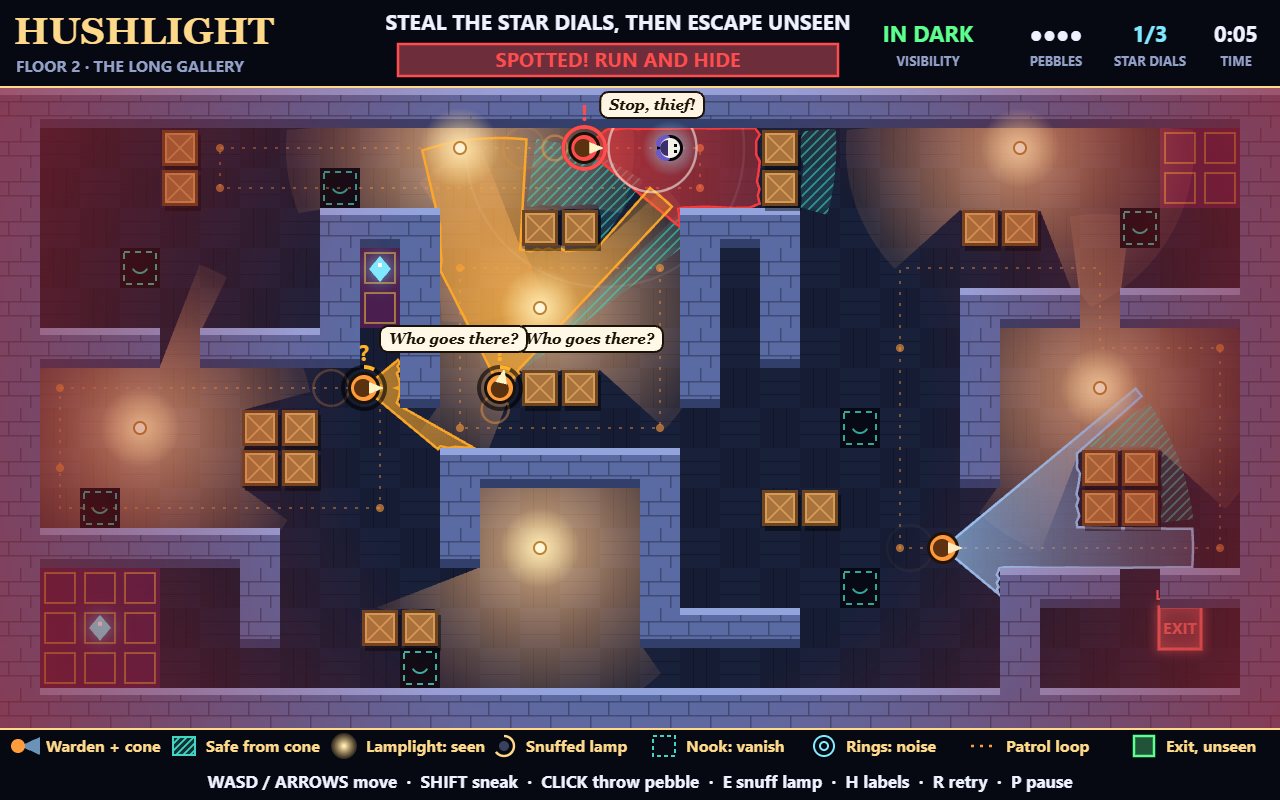 HUSHLIGHT
FLOOR 2 · THE LONG GALLERY
STEAL THE STAR DIALS, THEN ESCAPE UNSEEN
SPOTTED! RUN AND HIDE
IN DARK
VISIBILITY
PEBBLES
1/3
STAR DIALS
0:05
TIME
Stop, thief!
!
Who goes there?
Who goes there?
?
EXIT
Warden + cone
Safe from cone
Lamplight: seen
Snuffed lamp
Nook: vanish
Rings: noise
Patrol loop
Exit, unseen
WASD / ARROWS move · SHIFT sneak · CLICK throw pebble · E snuff lamp · H labels · R retry · P pause